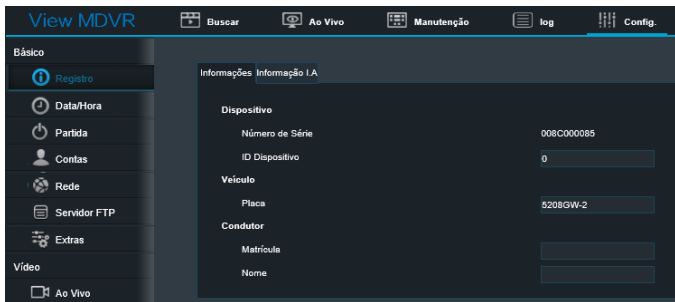 View MDVR
Buscar
Ao Vivo
Manutenção
log
Config.
Básico
Registro
Data/Hora
Partida
Contas
Rede
Servidor FTP
Extras
Vídeo
Ao Vivo
Informações
Informação I.A
Dispositivo
Número de Série 008C000085
ID Dispositivo 0
Veículo
Placa 5208GW-2
Condutor
Matrícula
Nome